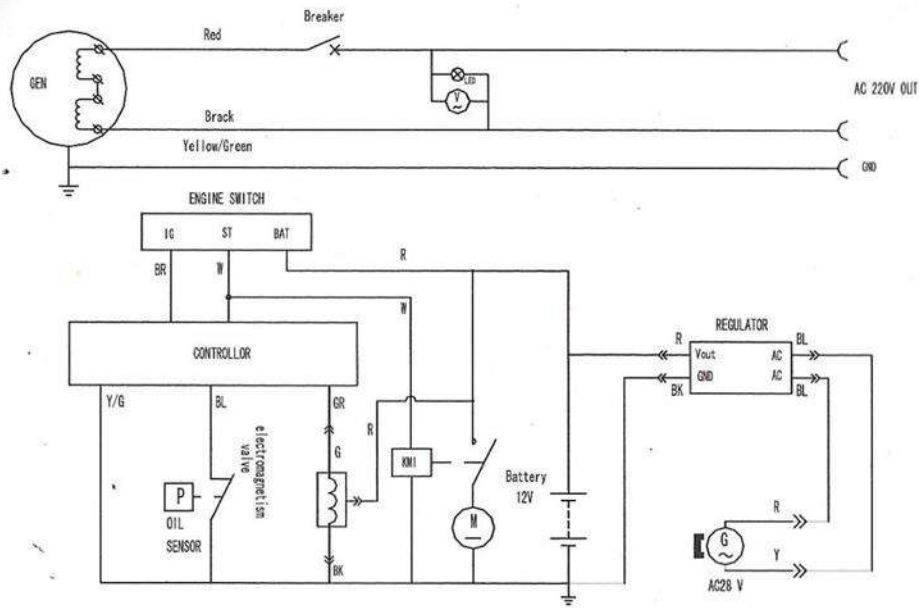 Breaker
Red
GEN
LED
V
AC 220V OUT
Brack
Yellow/Green
GND
ENGINE SWITCH
IG ST BAT
BR W R
W
CONTROLLOR
REGULATOR
R Vout AC BL
BK GND AC BL
Y/G BL GR
R
G
electromagnetism
valve
P
OIL
SENSOR
KM1
Battery
12V
M
BK
R
G
Y
AC28 V